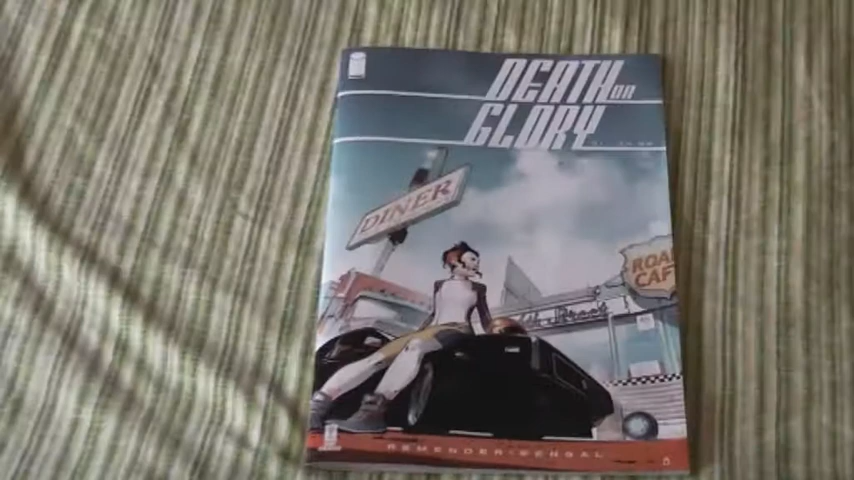 DEATH OR
GLORY
DINER
ROAD
CAF
REMENDER • BENGAL